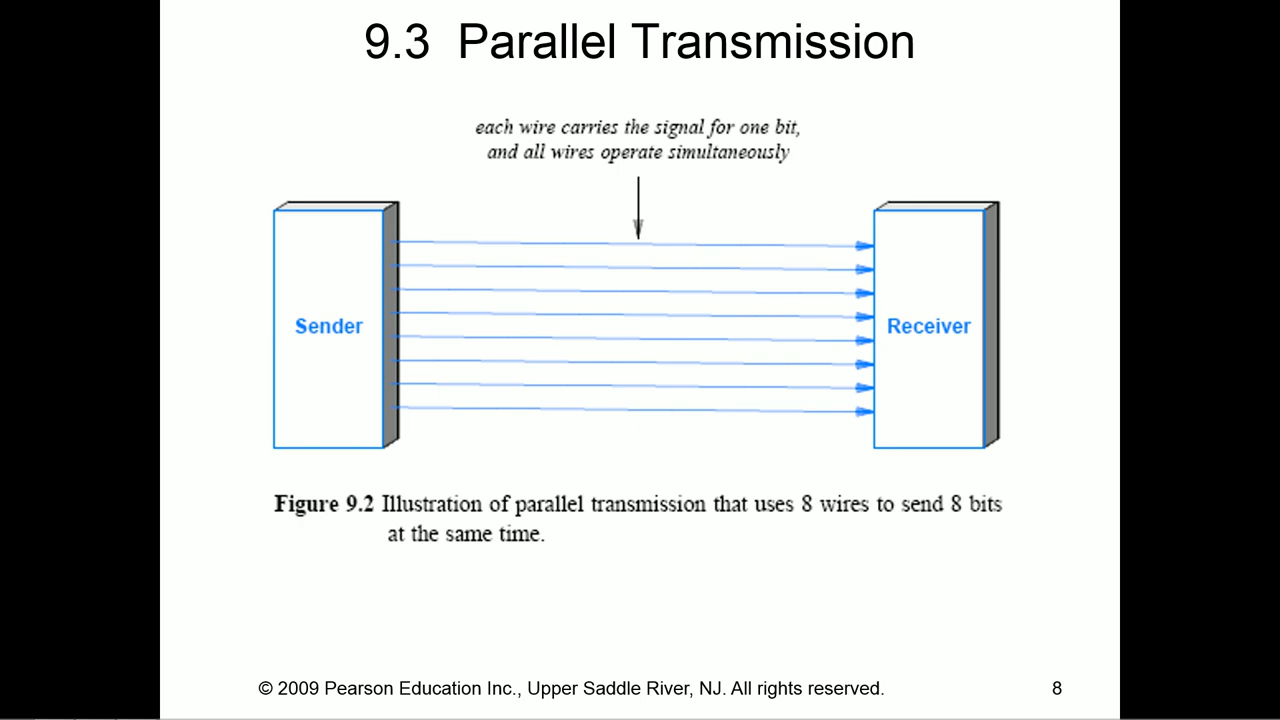 9.3 Parallel Transmission
each wire carries the signal for one bit,
and all wires operate simultaneously
Sender
Receiver
Figure 9.2 Illustration of parallel transmission that uses 8 wires to send 8 bits
at the same time.
© 2009 Pearson Education Inc., Upper Saddle River, NJ. All rights reserved.
8